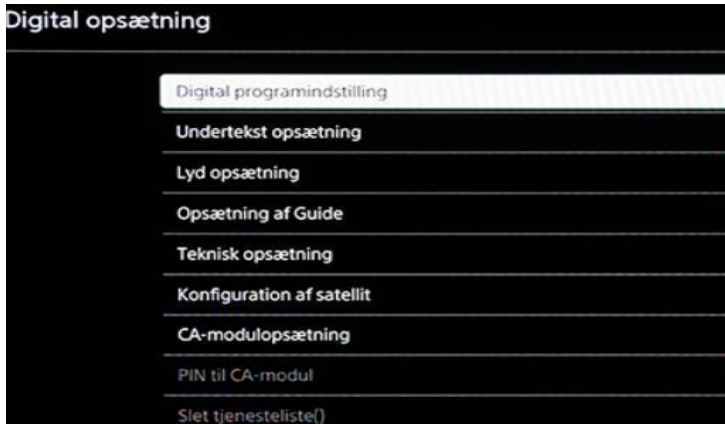 Digital opsætning
Digital programindstilling
Undertekst opsætning
Lyd opsætning
Opsætning af Guide
Teknisk opsætning
Konfiguration af satellit
CA-modulopsætning
PIN til CA-modul
Slet tjenesteliste()